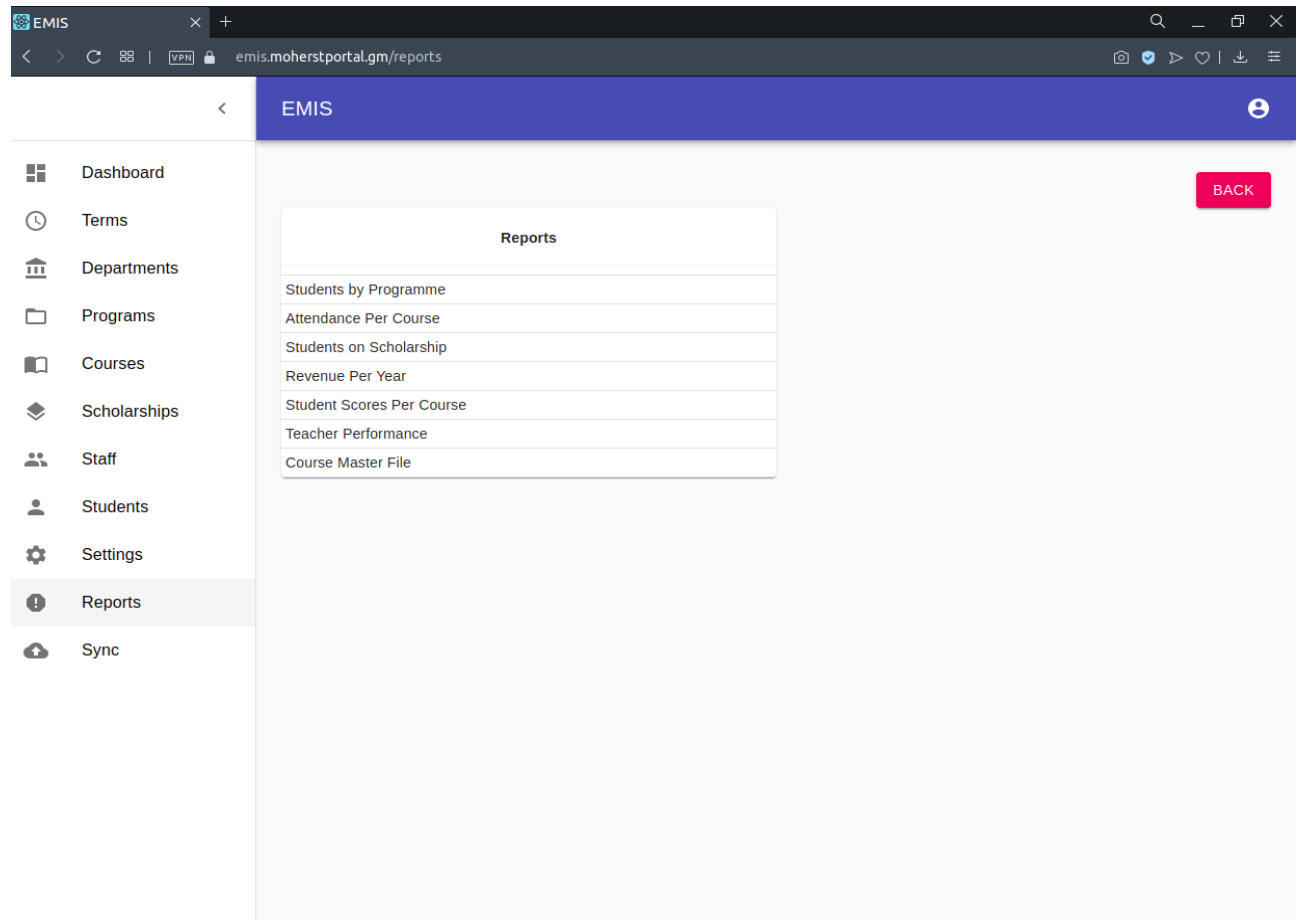 EMIS
VPN
emis.moherstportal.gm/reports
EMIS
BACK
Dashboard
Terms
Departments
Programs
Courses
Scholarships
Staff
Students
Settings
Reports
Sync
Reports
Students by Programme
Attendance Per Course
Students on Scholarship
Revenue Per Year
Student Scores Per Course
Teacher Performance
Course Master File